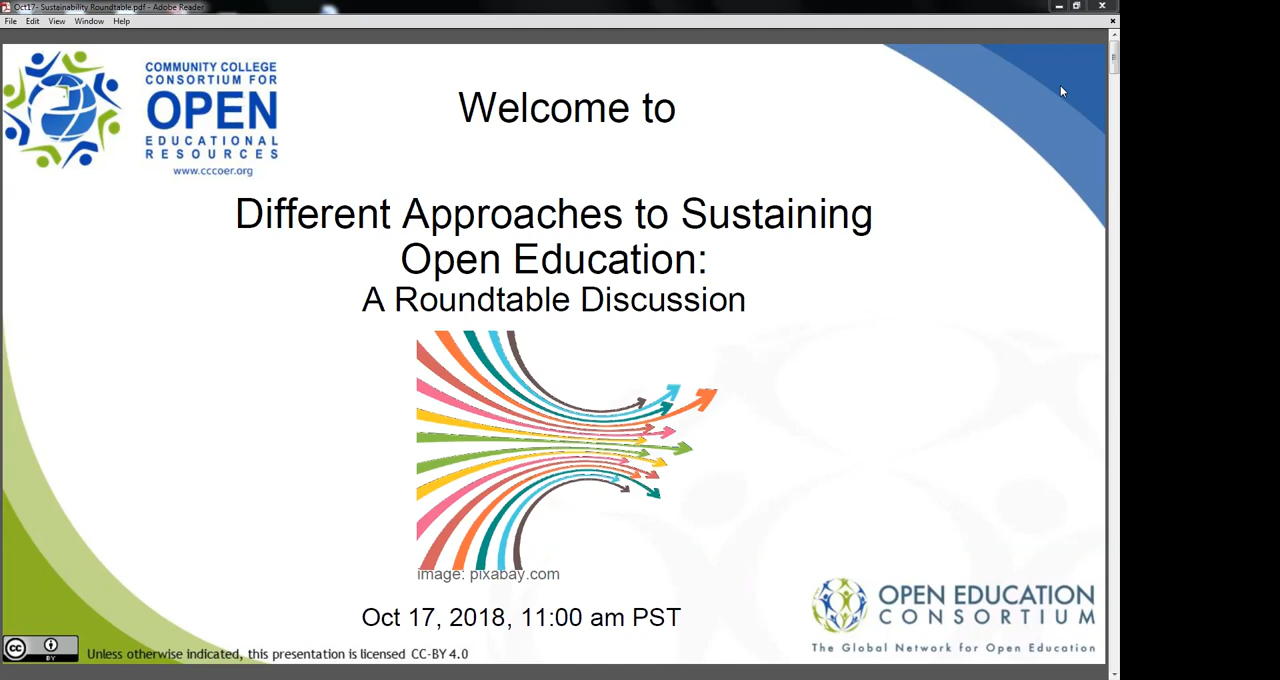 Oct17- Sustainability Roundtable.pdf - Adobe Reader
File Edit View Window Help
COMMUNITY COLLEGE
CONSORTIUM FOR
OPEN
EDUCATIONAL
RESOURCES
www.cccoer.org
Welcome to
Different Approaches to Sustaining
Open Education:
A Roundtable Discussion
image: pixabay.com
Oct 17, 2018, 11:00 am PST
OPEN EDUCATION
CONSORTIUM
The Global Network for Open Education
cc BY
Unless otherwise indicated, this presentation is licensed CC-BY 4.0